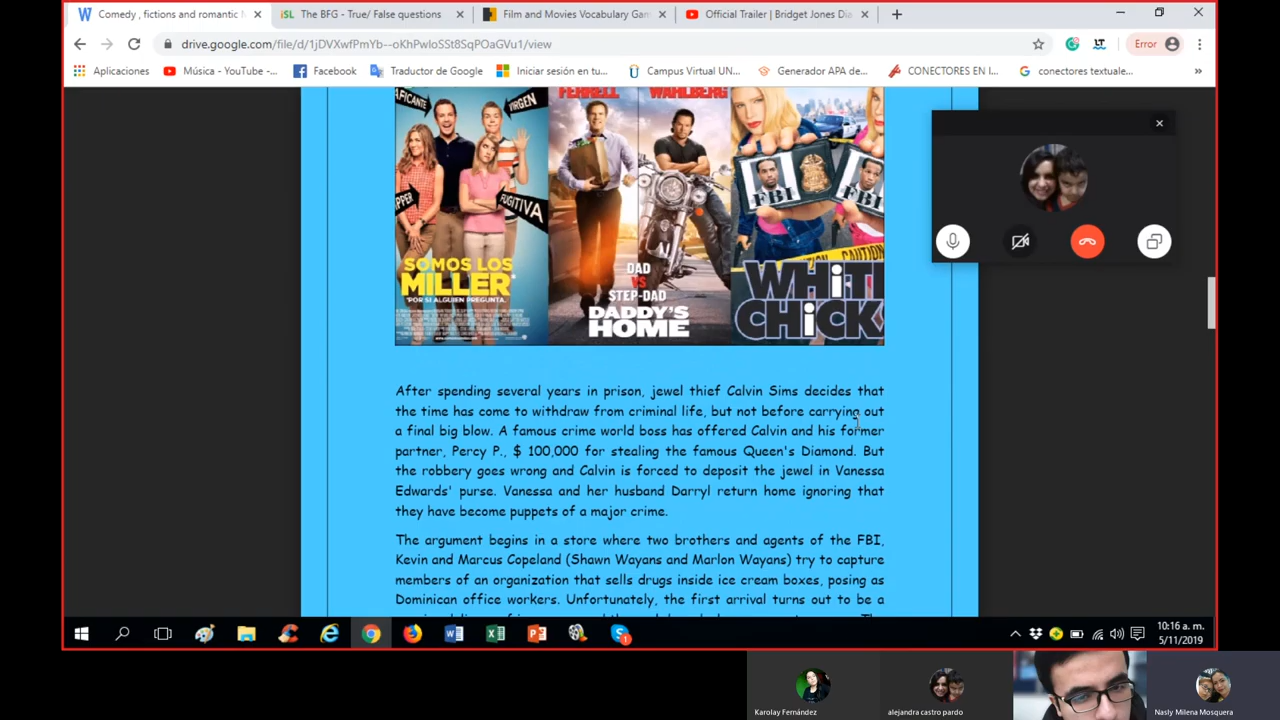 Comedy , fictions and romantic
The BFG - True/ False questions
Film and Movies Vocabulary Gam
Official Trailer | Bridget Jones Dia
drive.google.com/file/d/1jDVXwfPmYb--oKhPwIoSSt8SqPOaGVu1/view
Error
Aplicaciones
Música - YouTube -...
Facebook
Traductor de Google
Iniciar sesión en tu...
Campus Virtual UN...
Generador APA de...
CONECTORES EN I...
conectores textuale...
»
AFICANTE
VIRGEN
FERRELL
WAHLBERG
IPPER
FUGITIVA
FBI
FBI
CAUTION
SOMOS LOS
MILLER
"POR SI ALGUIEN PREGUNTA."
DAD
VS
STEP-DAD
DADDY'S
HOME
WHIT
CHICK
After spending several years in prison, jewel thief Calvin Sims decides that
the time has come to withdraw from criminal life, but not before carrying out
a final big blow. A famous crime world boss has offered Calvin and his former
partner, Percy P., $ 100,000 for stealing the famous Queen's Diamond. But
the robbery goes wrong and Calvin is forced to deposit the jewel in Vanessa
Edwards' purse. Vanessa and her husband Darryl return home ignoring that
they have become puppets of a major crime.
The argument begins in a store where two brothers and agents of the FBI,
Kevin and Marcus Copeland (Shawn Wayans and Marlon Wayans) try to capture
members of an organization that sells drugs inside ice cream boxes, posing as
Dominican office workers. Unfortunately, the first arrival turns out to be a
10:16 a. m.
5/11/2019
Karolay Fernández
alejandra castro pardo
Nasly Milena Mosquera